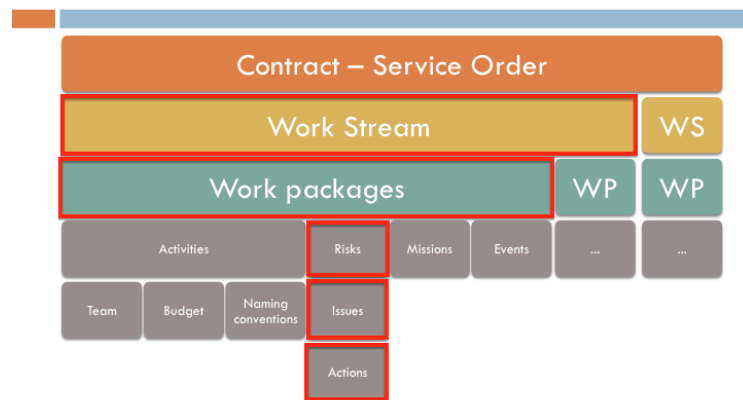 Contract – Service Order
Work Stream
WS
Work packages
WP
WP
Activities
Risks
Missions
Events
...
...
Team
Budget
Naming
conventions
Issues
Actions